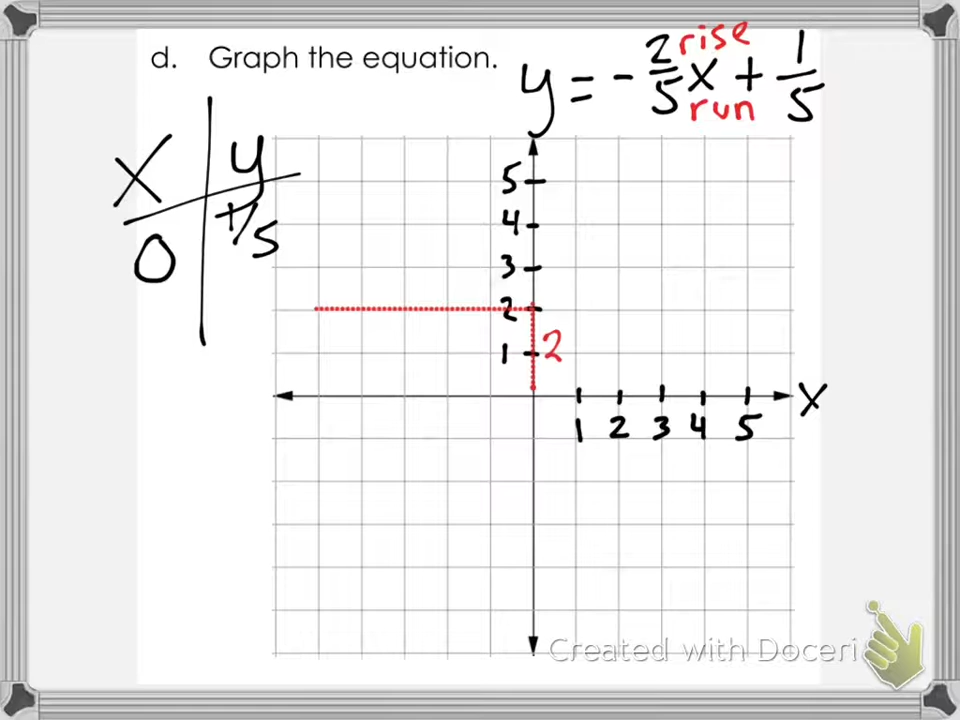 d. Graph the equation.
y = - 2/5 x + 1/5
rise
run
x y
0 +1/5
5
4
3
2
1 2
x
1 2 3 4 5
Created with Doceri